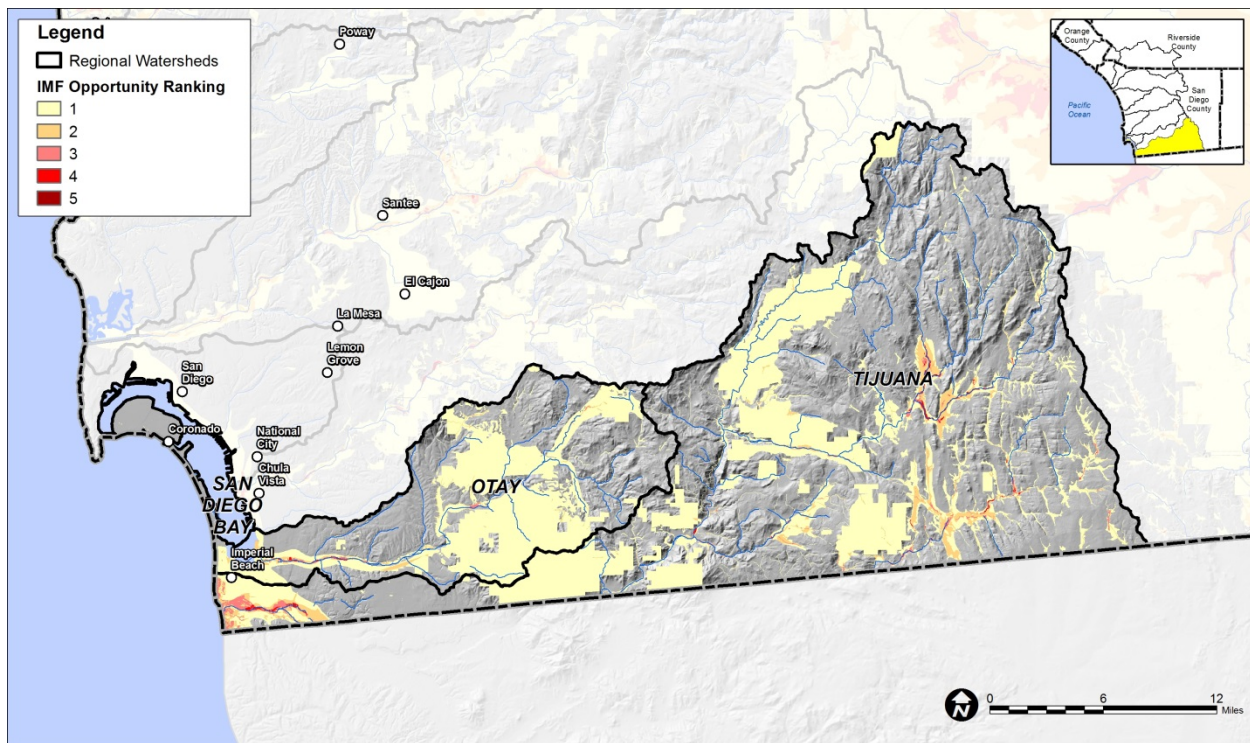 Legend
Regional Watersheds
IMF Opportunity Ranking
1
2
3
4
5
Poway
Santee
El Cajon
La Mesa
Lemon
Grove
San
Diego
Coronado
National
City
Chula
Vista
SAN
DIEGO
BAY
Imperial
Beach
OTAY
TIJUANA
Orange
County
Riverside
County
San
Diego
County
Pacific
Ocean
N
0
6
12
Miles